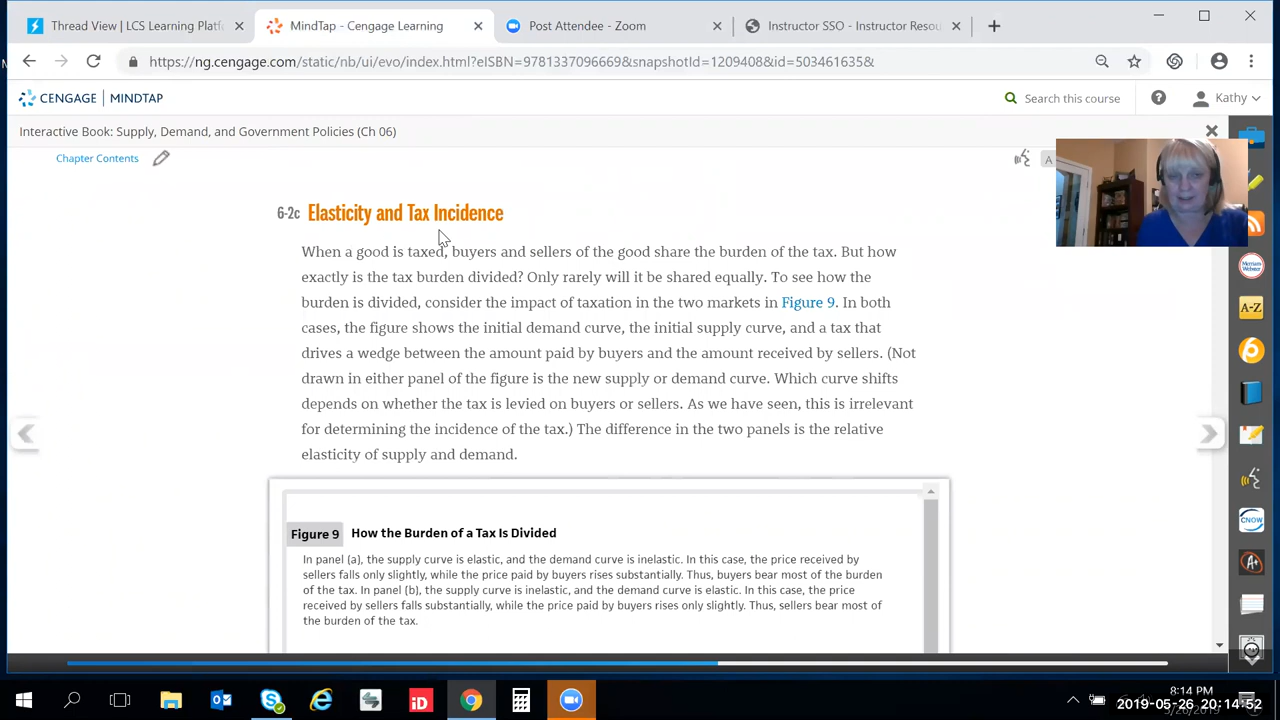 Thread View | LCS Learning Platf
MindTap - Cengage Learning
Post Attendee - Zoom
Instructor SSO - Instructor Resou
https://ng.cengage.com/static/nb/ui/evo/index.html?eISBN=9781337096669&snapshotId=1209408&id=503461635&
CENGAGE | MINDTAP
Search this course
Kathy
Interactive Book: Supply, Demand, and Government Policies (Ch 06)
Chapter Contents
A
6-2c Elasticity and Tax Incidence
When a good is taxed, buyers and sellers of the good share the burden of the tax. But how
exactly is the tax burden divided? Only rarely will it be shared equally. To see how the
burden is divided, consider the impact of taxation in the two markets in Figure 9. In both
cases, the figure shows the initial demand curve, the initial supply curve, and a tax that
drives a wedge between the amount paid by buyers and the amount received by sellers. (Not
drawn in either panel of the figure is the new supply or demand curve. Which curve shifts
depends on whether the tax is levied on buyers or sellers. As we have seen, this is irrelevant
for determining the incidence of the tax.) The difference in the two panels is the relative
elasticity of supply and demand.
Figure 9 How the Burden of a Tax Is Divided
In panel (a), the supply curve is elastic, and the demand curve is inelastic. In this case, the price received by
sellers falls only slightly, while the price paid by buyers rises substantially. Thus, buyers bear most of the burden
of the tax. In panel (b), the supply curve is inelastic, and the demand curve is elastic. In this case, the price
received by sellers falls substantially, while the price paid by buyers rises only slightly. Thus, sellers bear most of
the burden of the tax.
Merriam
Webster
A-Z
6
CNOW
A+
iD
8:14 PM
2019-05-26 20:14:52